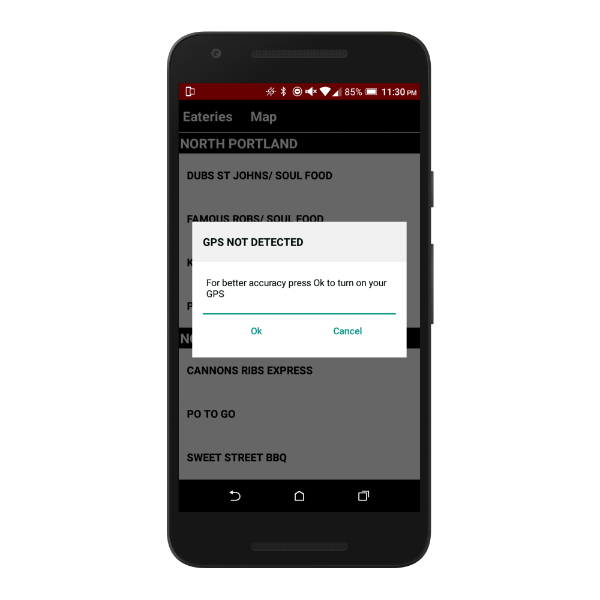 85% 11:30 PM
Eateries Map
NORTH PORTLAND
DUBS ST JOHNS/ SOUL FOOD
FAMOUS ROBS/ SOUL FOOD
K
GPS NOT DETECTED
For better accuracy press Ok to turn on your
GPS
P
Ok Cancel
NO
CANNONS RIBS EXPRESS
PO TO GO
SWEET STREET BBQ